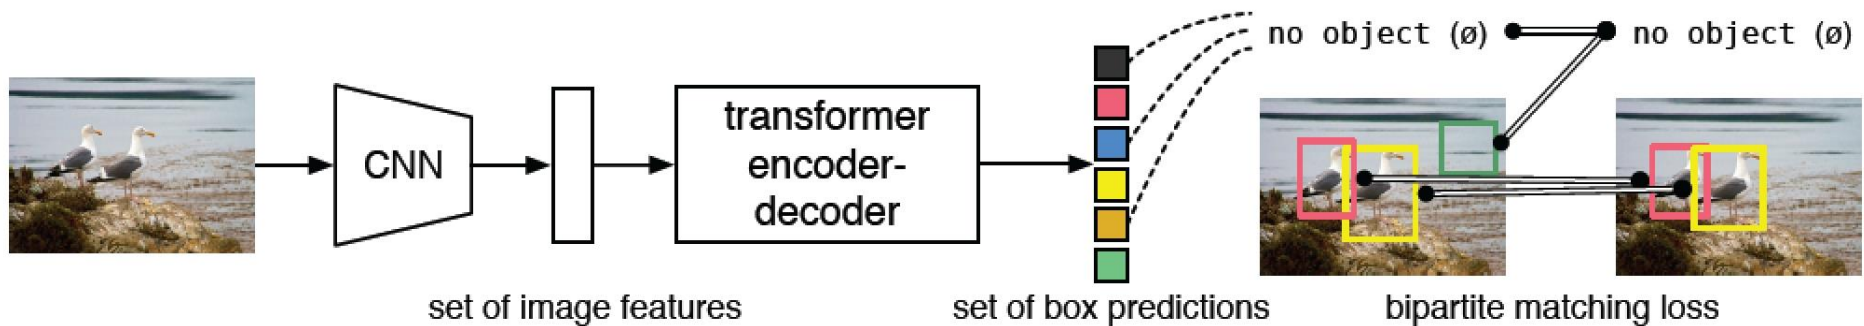 no object (ø) no object (ø)
CNN
transformer
encoder-
decoder
set of image features
set of box predictions
bipartite matching loss